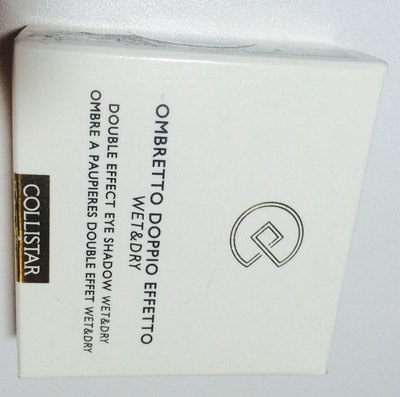 OMBRETTO DOPPIO EFFETTO
WET&DRY
DOUBLE EFFECT EYE SHADOW WET&DRY
OMBRE A PAUPIERES DOUBLE EFFET WET&DRY
COLLISTAR